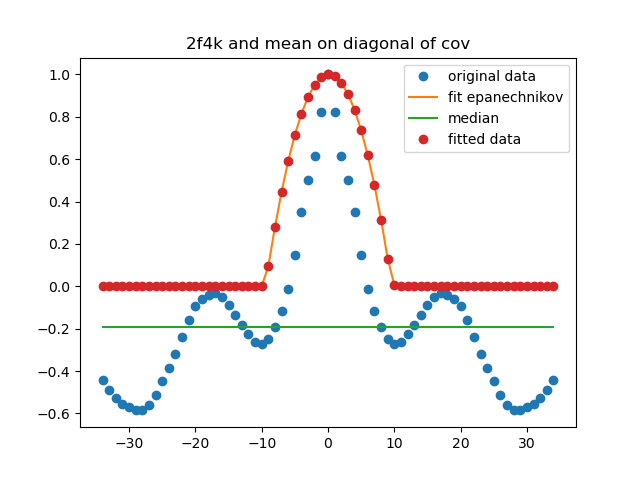 2f4k and mean on diagonal of cov
original data
fit epanechnikov
median
fitted data
1.0
0.8
0.6
0.4
0.2
0.0
−0.2
−0.4
−0.6
−30 −20 −10 0 10 20 30